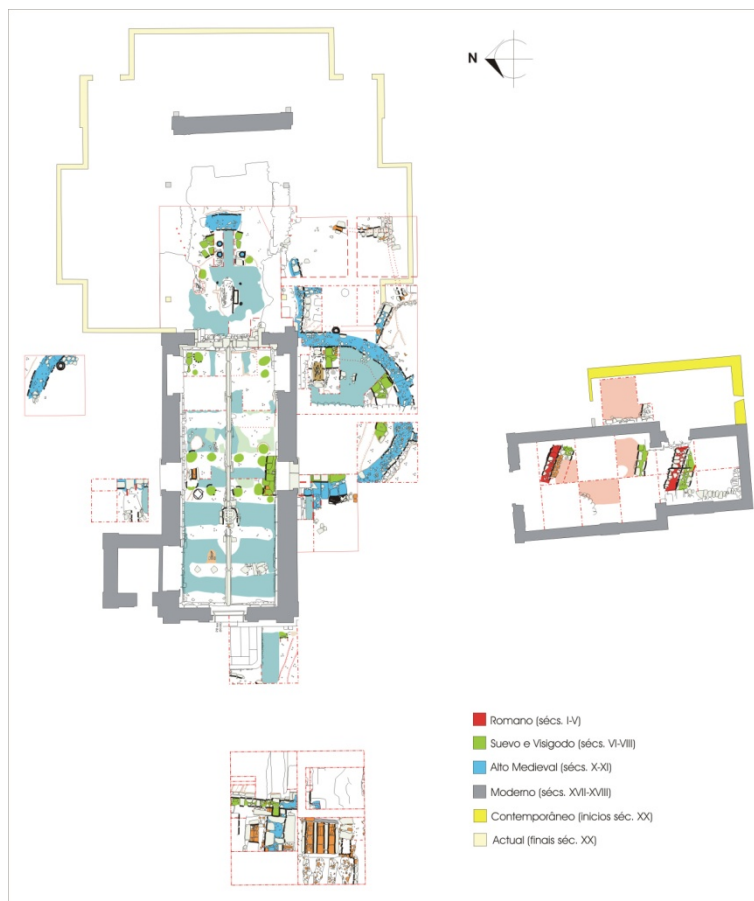 N
Romano (sécs. I-V)
Suevo e Visigodo (sécs. VI-VIII)
Alto Medieval (sécs. X-XI)
Moderno (sécs. XVII-XVIII)
Contemporâneo (inicios séc. XX)
Actual (finais séc. XX)